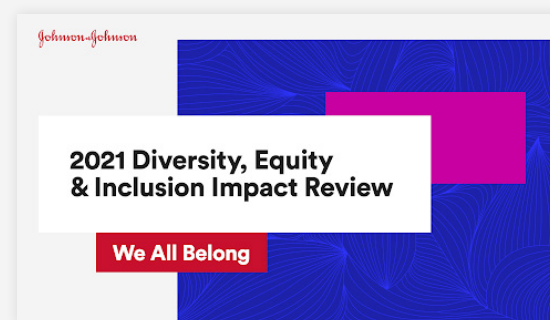 Johnson&Johnson
2021 Diversity, Equity
& Inclusion Impact Review
We All Belong